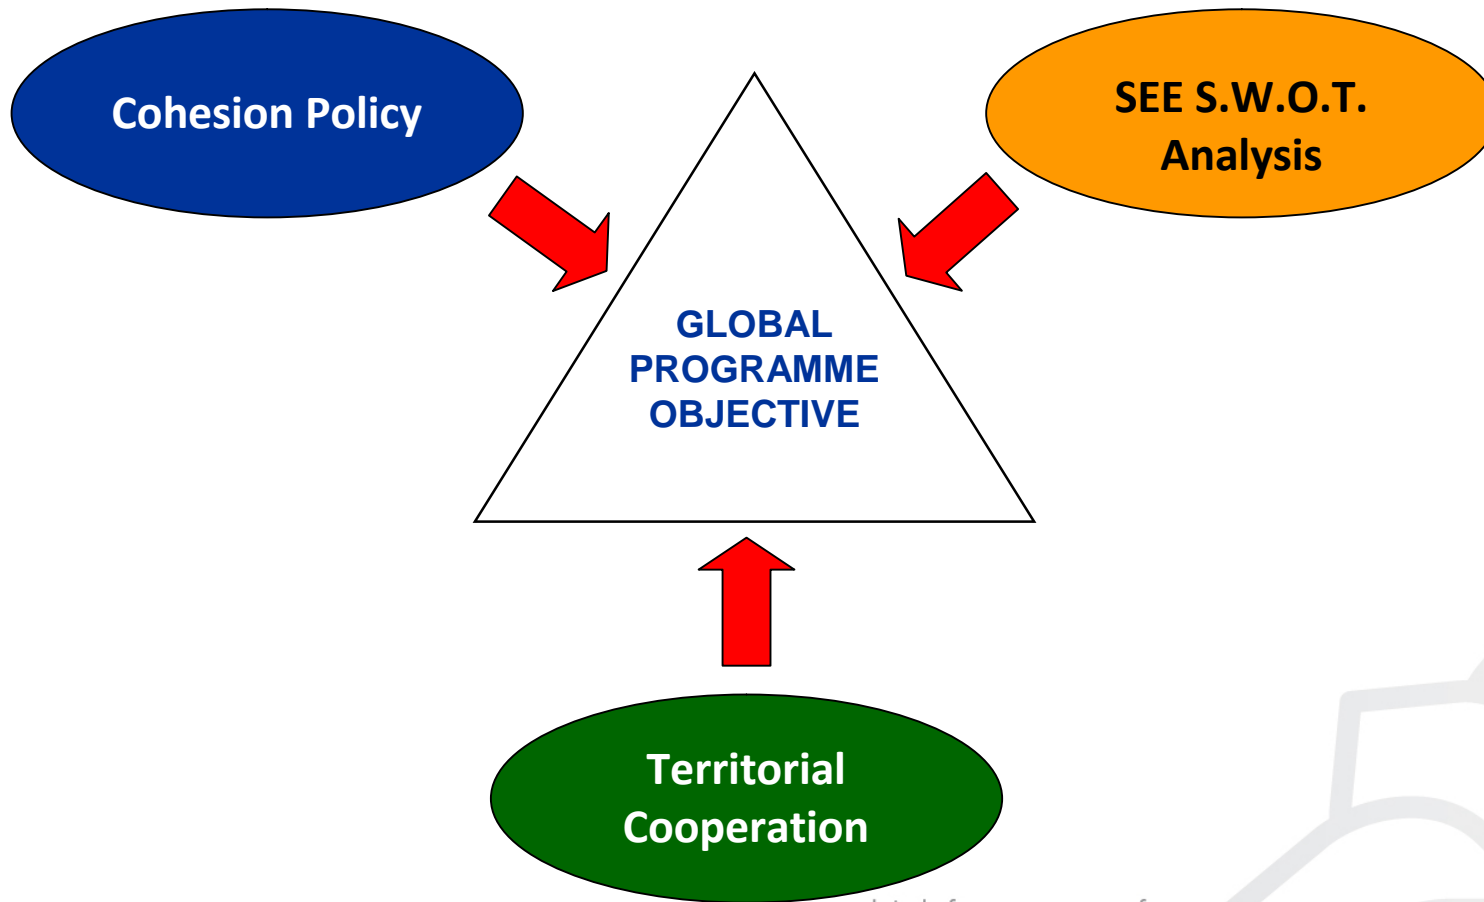 Cohesion Policy
SEE S.W.O.T.
Analysis
GLOBAL
PROGRAMME
OBJECTIVE
Territorial
Cooperation